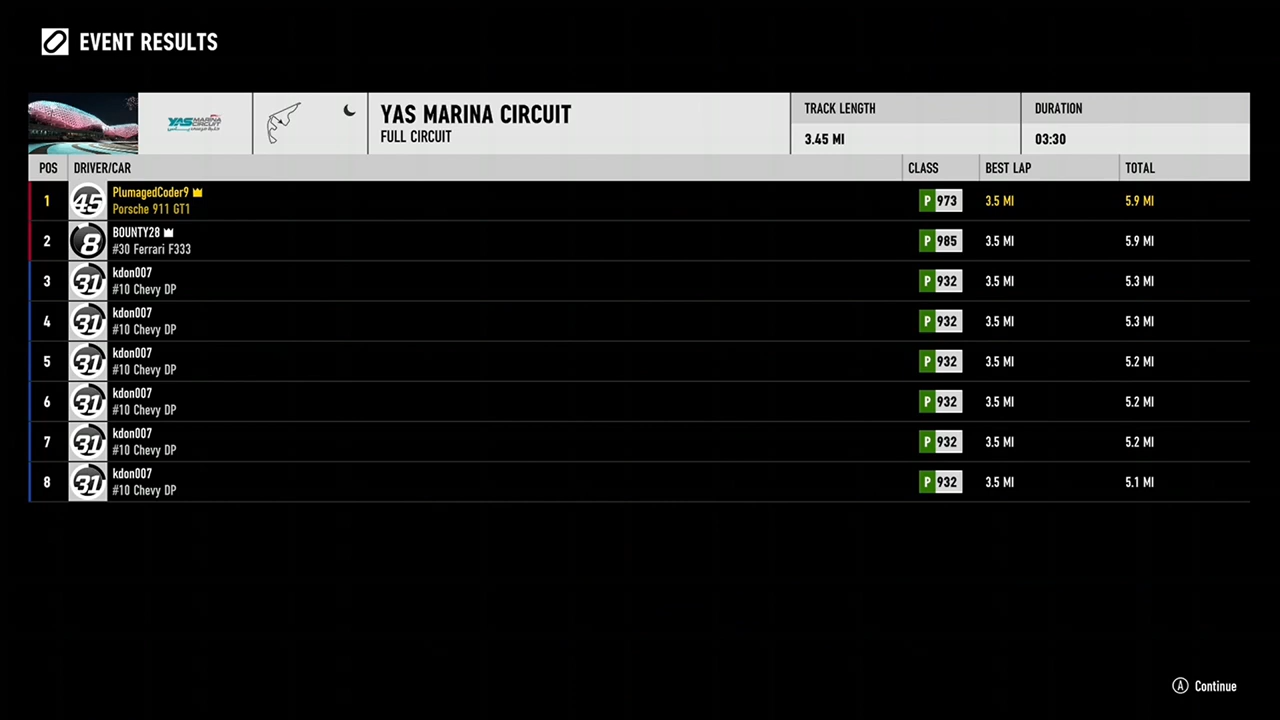 EVENT RESULTS
YAS MARINA CIRCUIT
YAS MARINA CIRCUIT
FULL CIRCUIT
TRACK LENGTH
3.45 MI
DURATION
03:30
POS DRIVER/CAR CLASS BEST LAP TOTAL
1 45 PlumagedCoder9 P 973 3.5 MI 5.9 MI
Porsche 911 GT1
2 8 BOUNTY28 P 985 3.5 MI 5.9 MI
#30 Ferrari F333
3 31 kdon007 P 932 3.5 MI 5.3 MI
#10 Chevy DP
4 31 kdon007 P 932 3.5 MI 5.3 MI
#10 Chevy DP
5 31 kdon007 P 932 3.5 MI 5.2 MI
#10 Chevy DP
6 31 kdon007 P 932 3.5 MI 5.2 MI
#10 Chevy DP
7 31 kdon007 P 932 3.5 MI 5.2 MI
#10 Chevy DP
8 31 kdon007 P 932 3.5 MI 5.1 MI
#10 Chevy DP
A Continue